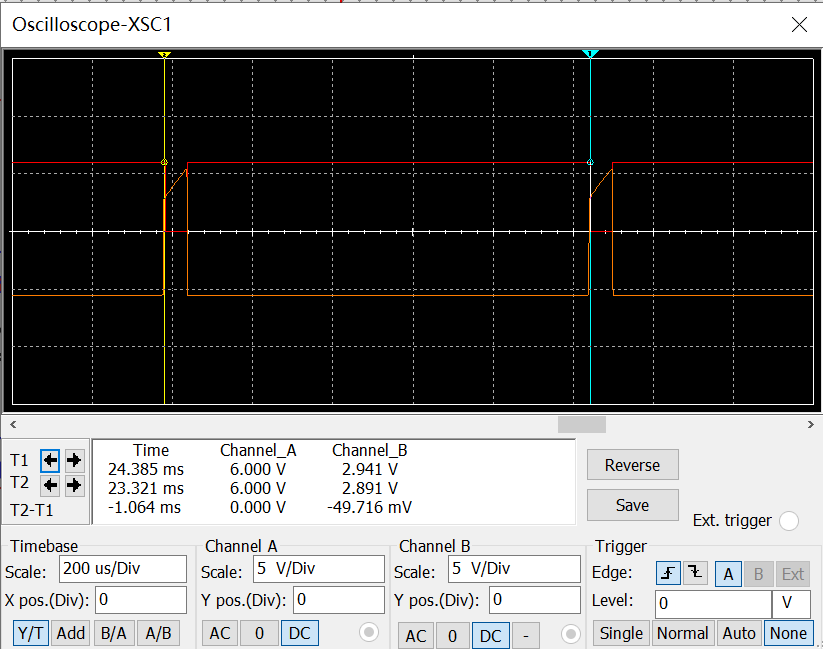 Oscilloscope-XSC1
2
1
Time Channel_A Channel_B
T1 24.385 ms 6.000 V 2.941 V
T2 23.321 ms 6.000 V 2.891 V
T2-T1 -1.064 ms 0.000 V -49.716 mV
Reverse
Save
Ext. trigger
Timebase
Scale: 200 us/Div
X pos.(Div): 0
Y/T Add B/A A/B
Channel A
Scale: 5 V/Div
Y pos.(Div): 0
AC 0 DC
Channel B
Scale: 5 V/Div
Y pos.(Div): 0
AC 0 DC -
Trigger
Edge: A B Ext
Level: 0 V
Single Normal Auto None